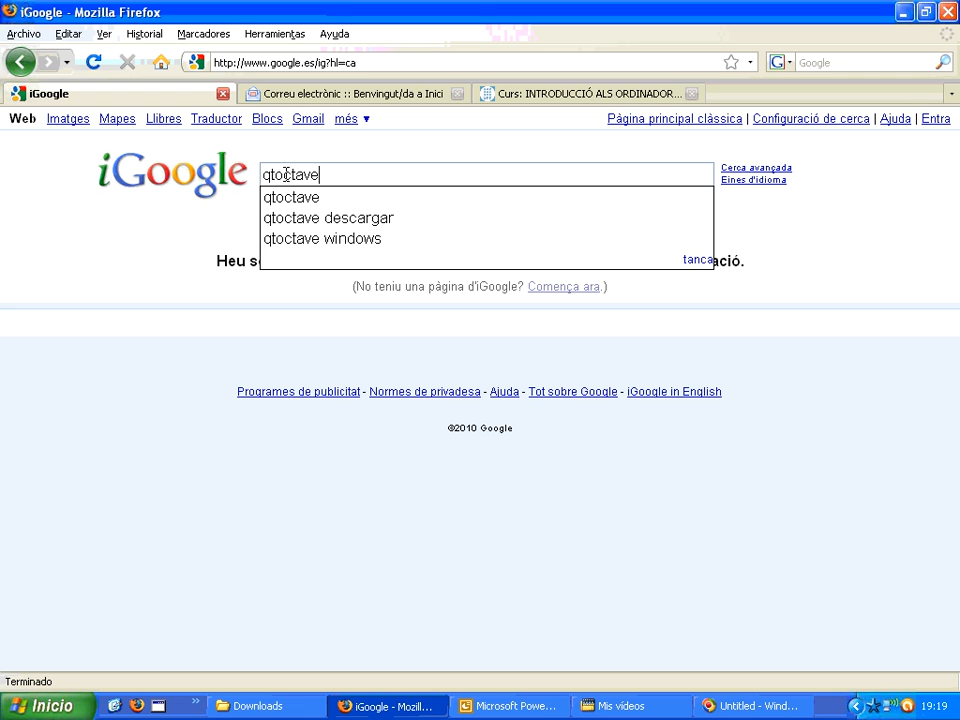 iGoogle - Mozilla Firefox
Archivo Editar Ver Historial Marcadores Herramientas Ayuda
http://www.google.es/ig?hl=ca
G Google
iGoogle
Correu electrònic :: Benvingut/da a Inici
Curs: INTRODUCCIÓ ALS ORDINADOR...
Web Imatges Mapes Llibres Traductor Blocs Gmail més ▼
Pàgina principal clàssica | Configuració de cerca | Ajuda | Entra
iGoogle
qtoctave
Cerca avançada
Eines d'idioma
qtoctave
qtoctave descargar
qtoctave windows
tanca
Heu s
ació.
(No teniu una pàgina d'iGoogle? Comença ara.)
Programes de publicitat - Normes de privadesa - Ajuda - Tot sobre Google - iGoogle in English
©2010 Google
Terminado
Inicio
Downloads
iGoogle - Mozill...
Microsoft Powe...
Mis vídeos
Untitled - Wind...
19:19